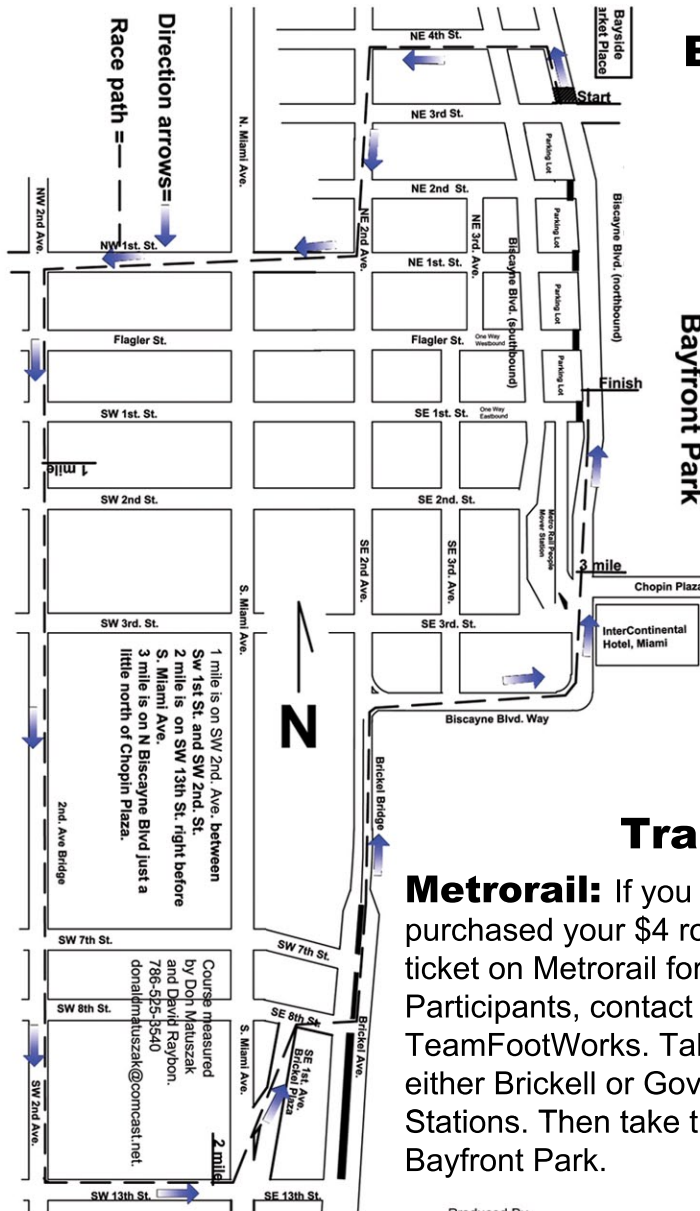 Direction arrows=
Race path =
Bayside
arket Place
NE 4th St.
Start
NE 3rd St.
N. Miami Ave.
Parking Lot
NE 2nd St.
NW 2nd Ave.
NE 2nd Ave.
NE 3rd. Ave.
Parking Lot
Biscayne Blvd. (southbound)
Biscayne Blvd. (northbound)
NW 1st. St.
NE 1st. St.
Parking Lot
Flagler St.
Flagler St.
One Way
Westbound
Parking Lot
Bayfront Park
Finish
SW 1st. St.
SE 1st. St.
One Way
Eastbound
1 mile
SW 2nd St.
SE 2nd. St.
Metro Rail People
Mover Station
SE 2nd Ave.
SE 3rd. Ave.
3 mile
Chopin Plaza
S. Miami Ave.
SW 3rd. St.
SE 3rd. St.
InterContinental
Hotel, Miami
1 mile is on SW 2nd. Ave. between
Sw 1st St. and SW 2nd. St.
2 mile is on SW 13th St. right before
S. Miami Ave.
3 mile is on N Biscayne Blvd just a
little north of Chopin Plaza.
N
Biscayne Blvd. Way
Brickel Bridge
2nd. Ave Bridge
SW 7th St.
SW 7th St.
Course measured
by Don Matuszak
and David Raybon.
786-525-3540
donaldmatuszak@comcast.net.
SW 8th St.
SE 8th St.
Brickel Ave.
S. Miami Ave.
SE 1st. Ave.
Brickel Plaza
SW 2nd Ave.
2 mile
SW 13th St.
SE 13th St.
Tra
Metrorail: If you
purchased your $4 ro
ticket on Metrorail for
Participants, contact
TeamFootWorks. Tal
either Brickell or Gov
Stations. Then take t
Bayfront Park.